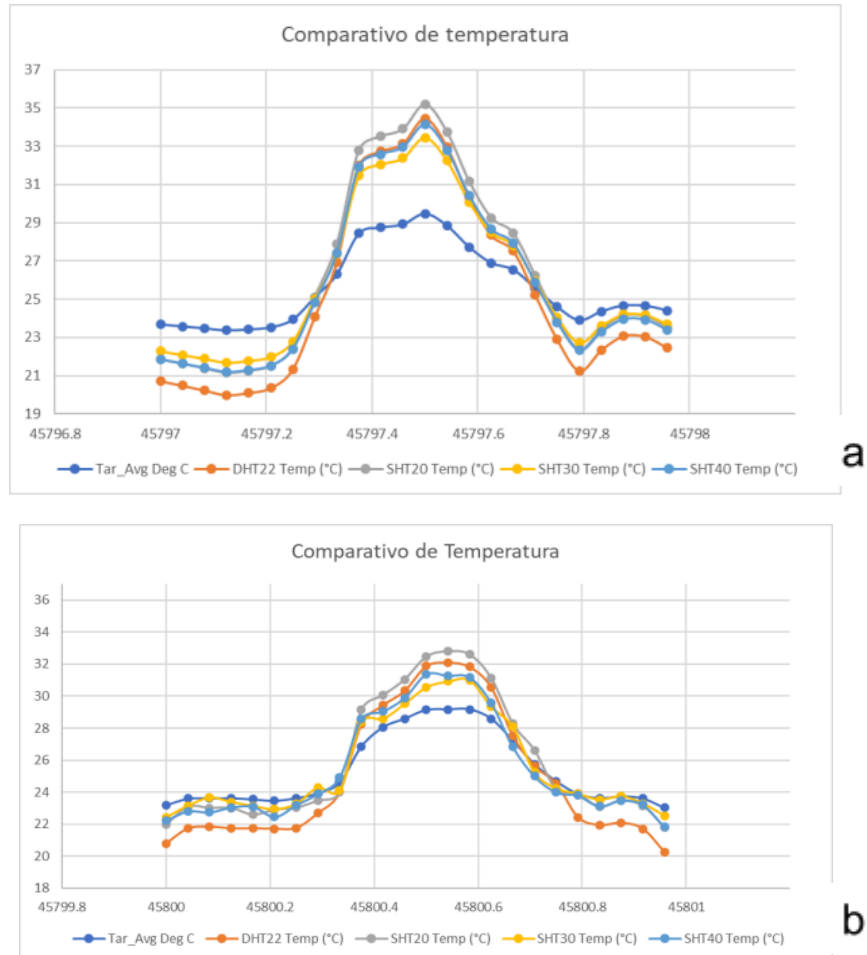 Comparativo de temperatura
37
35
33
31
29
27
25
23
21
19
45796.8 45797 45797.2 45797.4 45797.6 45797.8 45798
Tar_Avg Deg C DHT22 Temp (°C) SHT20 Temp (°C) SHT30 Temp (°C) SHT40 Temp (°C)
a
Comparativo de Temperatura
36
34
32
30
28
26
24
22
20
18
45799.8 45800 45800.2 45800.4 45800.6 45800.8 45801
Tar_Avg Deg C DHT22 Temp (°C) SHT20 Temp (°C) SHT30 Temp (°C) SHT40 Temp (°C)
b